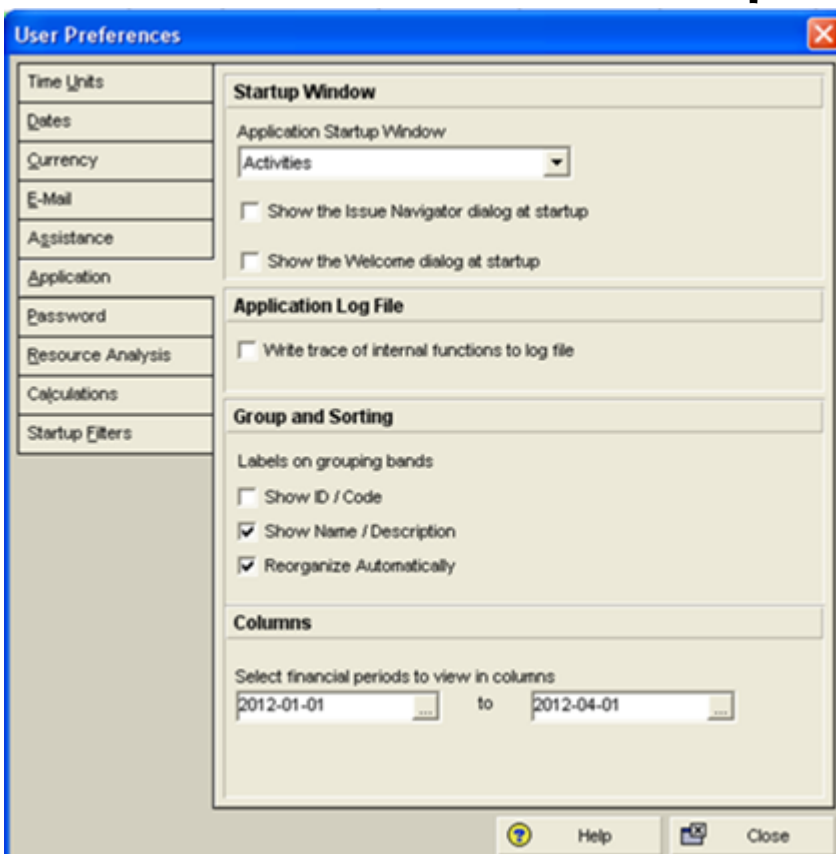 User Preferences
Time Units
Dates
Currency
E-Mail
Assistance
Application
Password
Resource Analysis
Calculations
Startup Filters
Startup Window
Application Startup Window
Activities
Show the Issue Navigator dialog at startup
Show the Welcome dialog at startup
Application Log File
Write trace of internal functions to log file
Group and Sorting
Labels on grouping bands
Show ID / Code
Show Name / Description
Reorganize Automatically
Columns
Select financial periods to view in columns
2012-01-01 ... to 2012-04-01 ...
Help Close